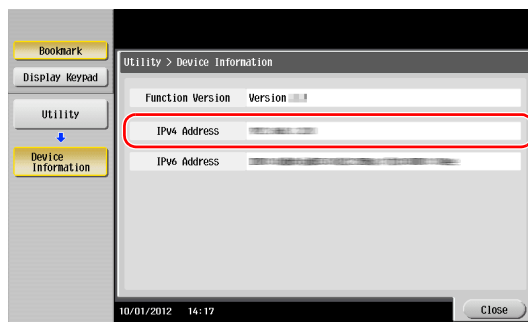 Bookmark
Display Keypad
Utility
Device
Information
Utility > Device Information
Function Version Version
IPv4 Address
IPv6 Address
10/01/2012 14:17
Close